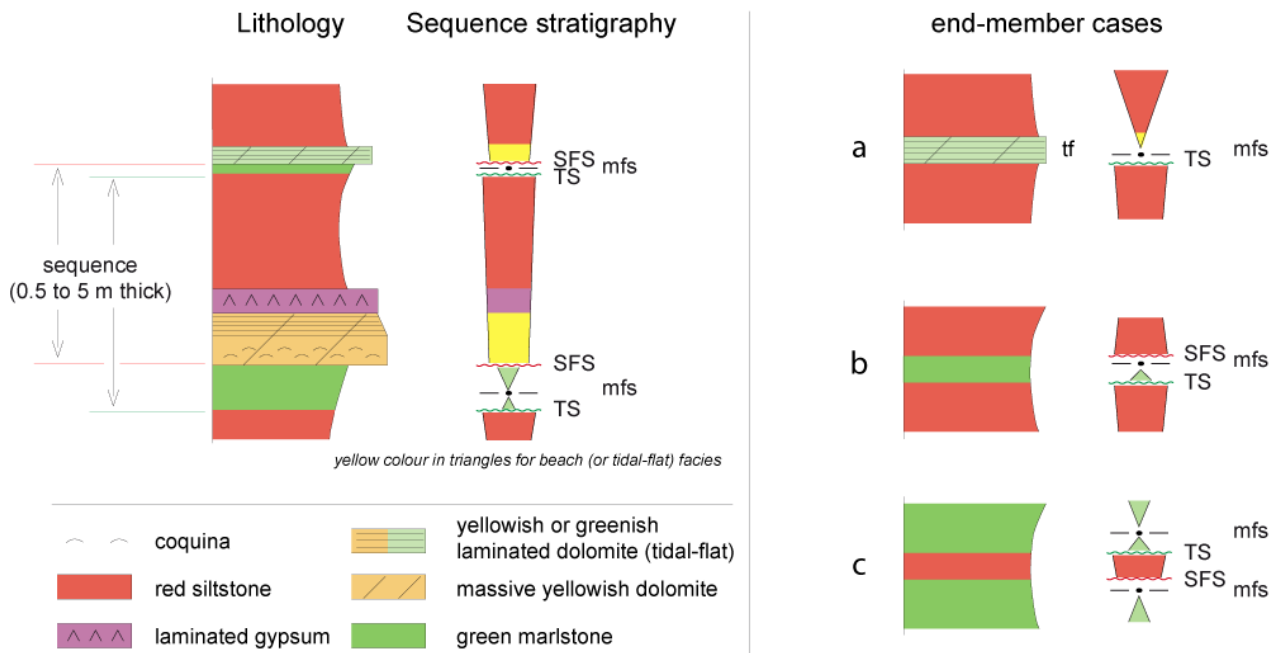 Lithology
Sequence stratigraphy
end-member cases
sequence
(0.5 to 5 m thick)
SFS
mfs
TS
SFS
mfs
TS
yellow colour in triangles for beach (or tidal-flat) facies
a
tf
TS
mfs
b
SFS
mfs
TS
c
mfs
TS
SFS
mfs
coquina
yellowish or greenish
laminated dolomite (tidal-flat)
red siltstone
massive yellowish dolomite
laminated gypsum
green marlstone